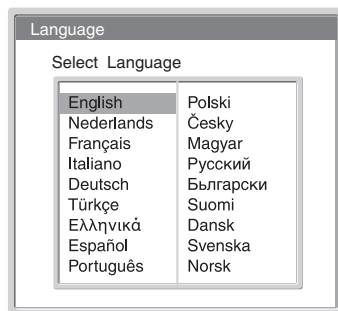 Language
Select Language
English
Nederlands
Français
Italiano
Deutsch
Türkçe
Ελληνικά
Español
Português
Polski
Česky
Magyar
Русский
Бьлгарски
Suomi
Dansk
Svenska
Norsk